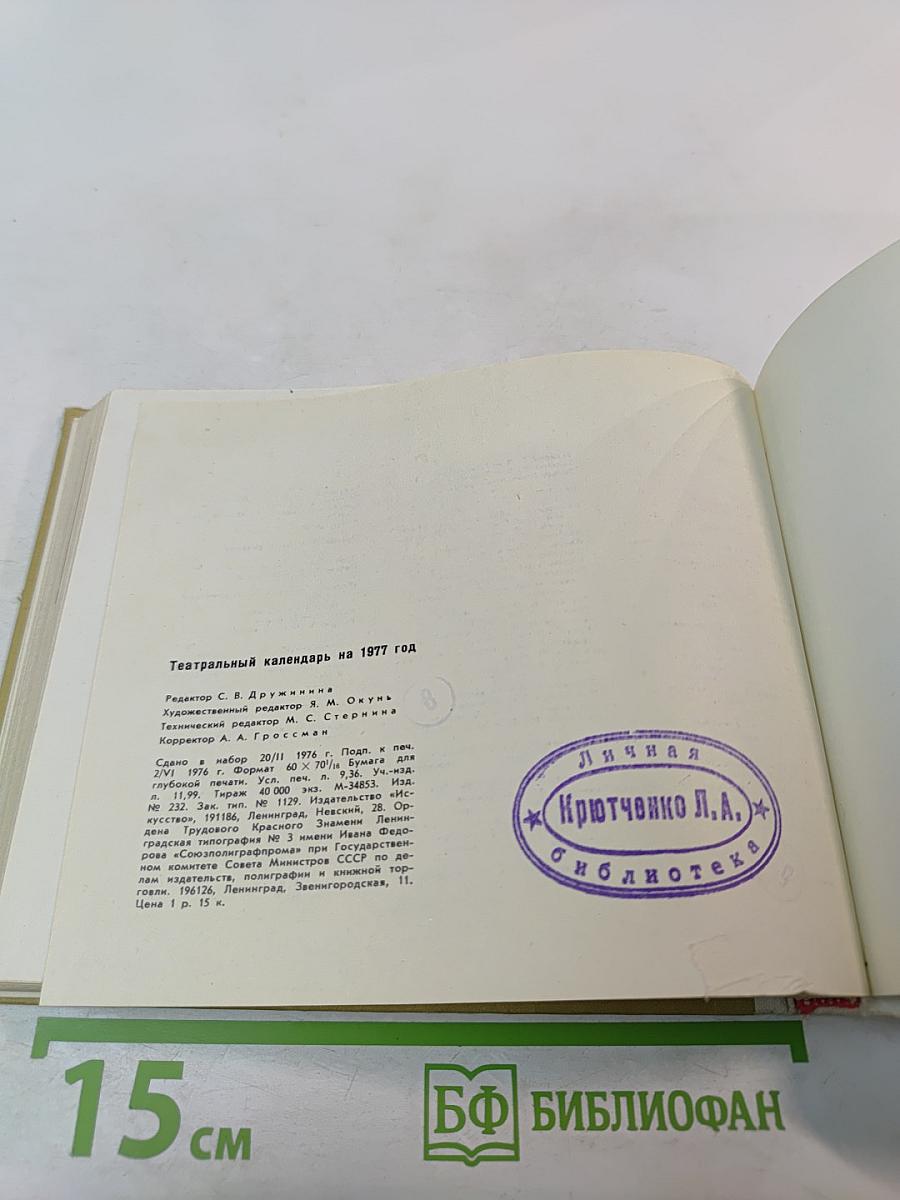 Театральный календарь на 1977 год
Редактор С. В. Дружинина
Художественный редактор Я. М. Окунь
Технический редактор М. С. Стернина
Корректор А. А. Гроссман
Сдано в набор 20/II 1976 г. Подп. к печ.
2/VI 1976 г. Формат 60 × 70¹/₁₆ Бумага для
глубокой печати. Усл. печ. л. 9,36. Уч.-изд.
л. 11,99. Тираж 40 000 экз. М-34853. Изд.
№ 232. Зак. тип. № 1129. Издательство «Ис-
кусство», 191186, Ленинград, Невский, 28. Ор-
дена Трудового Красного Знамени Ленин-
градская типография № 3 имени Ивана Федо-
рова «Союзполиграфпрома» при Государствен-
ном комитете Совета Министров СССР по де-
лам издательств, полиграфии и книжной тор-
говли. 196126, Ленинград, Звенигородская, 11.
Цена 1 р. 15 к.
8
Личная
Крютченко Л.А.
библиотека
15 см
БФ БИБЛИОФАН